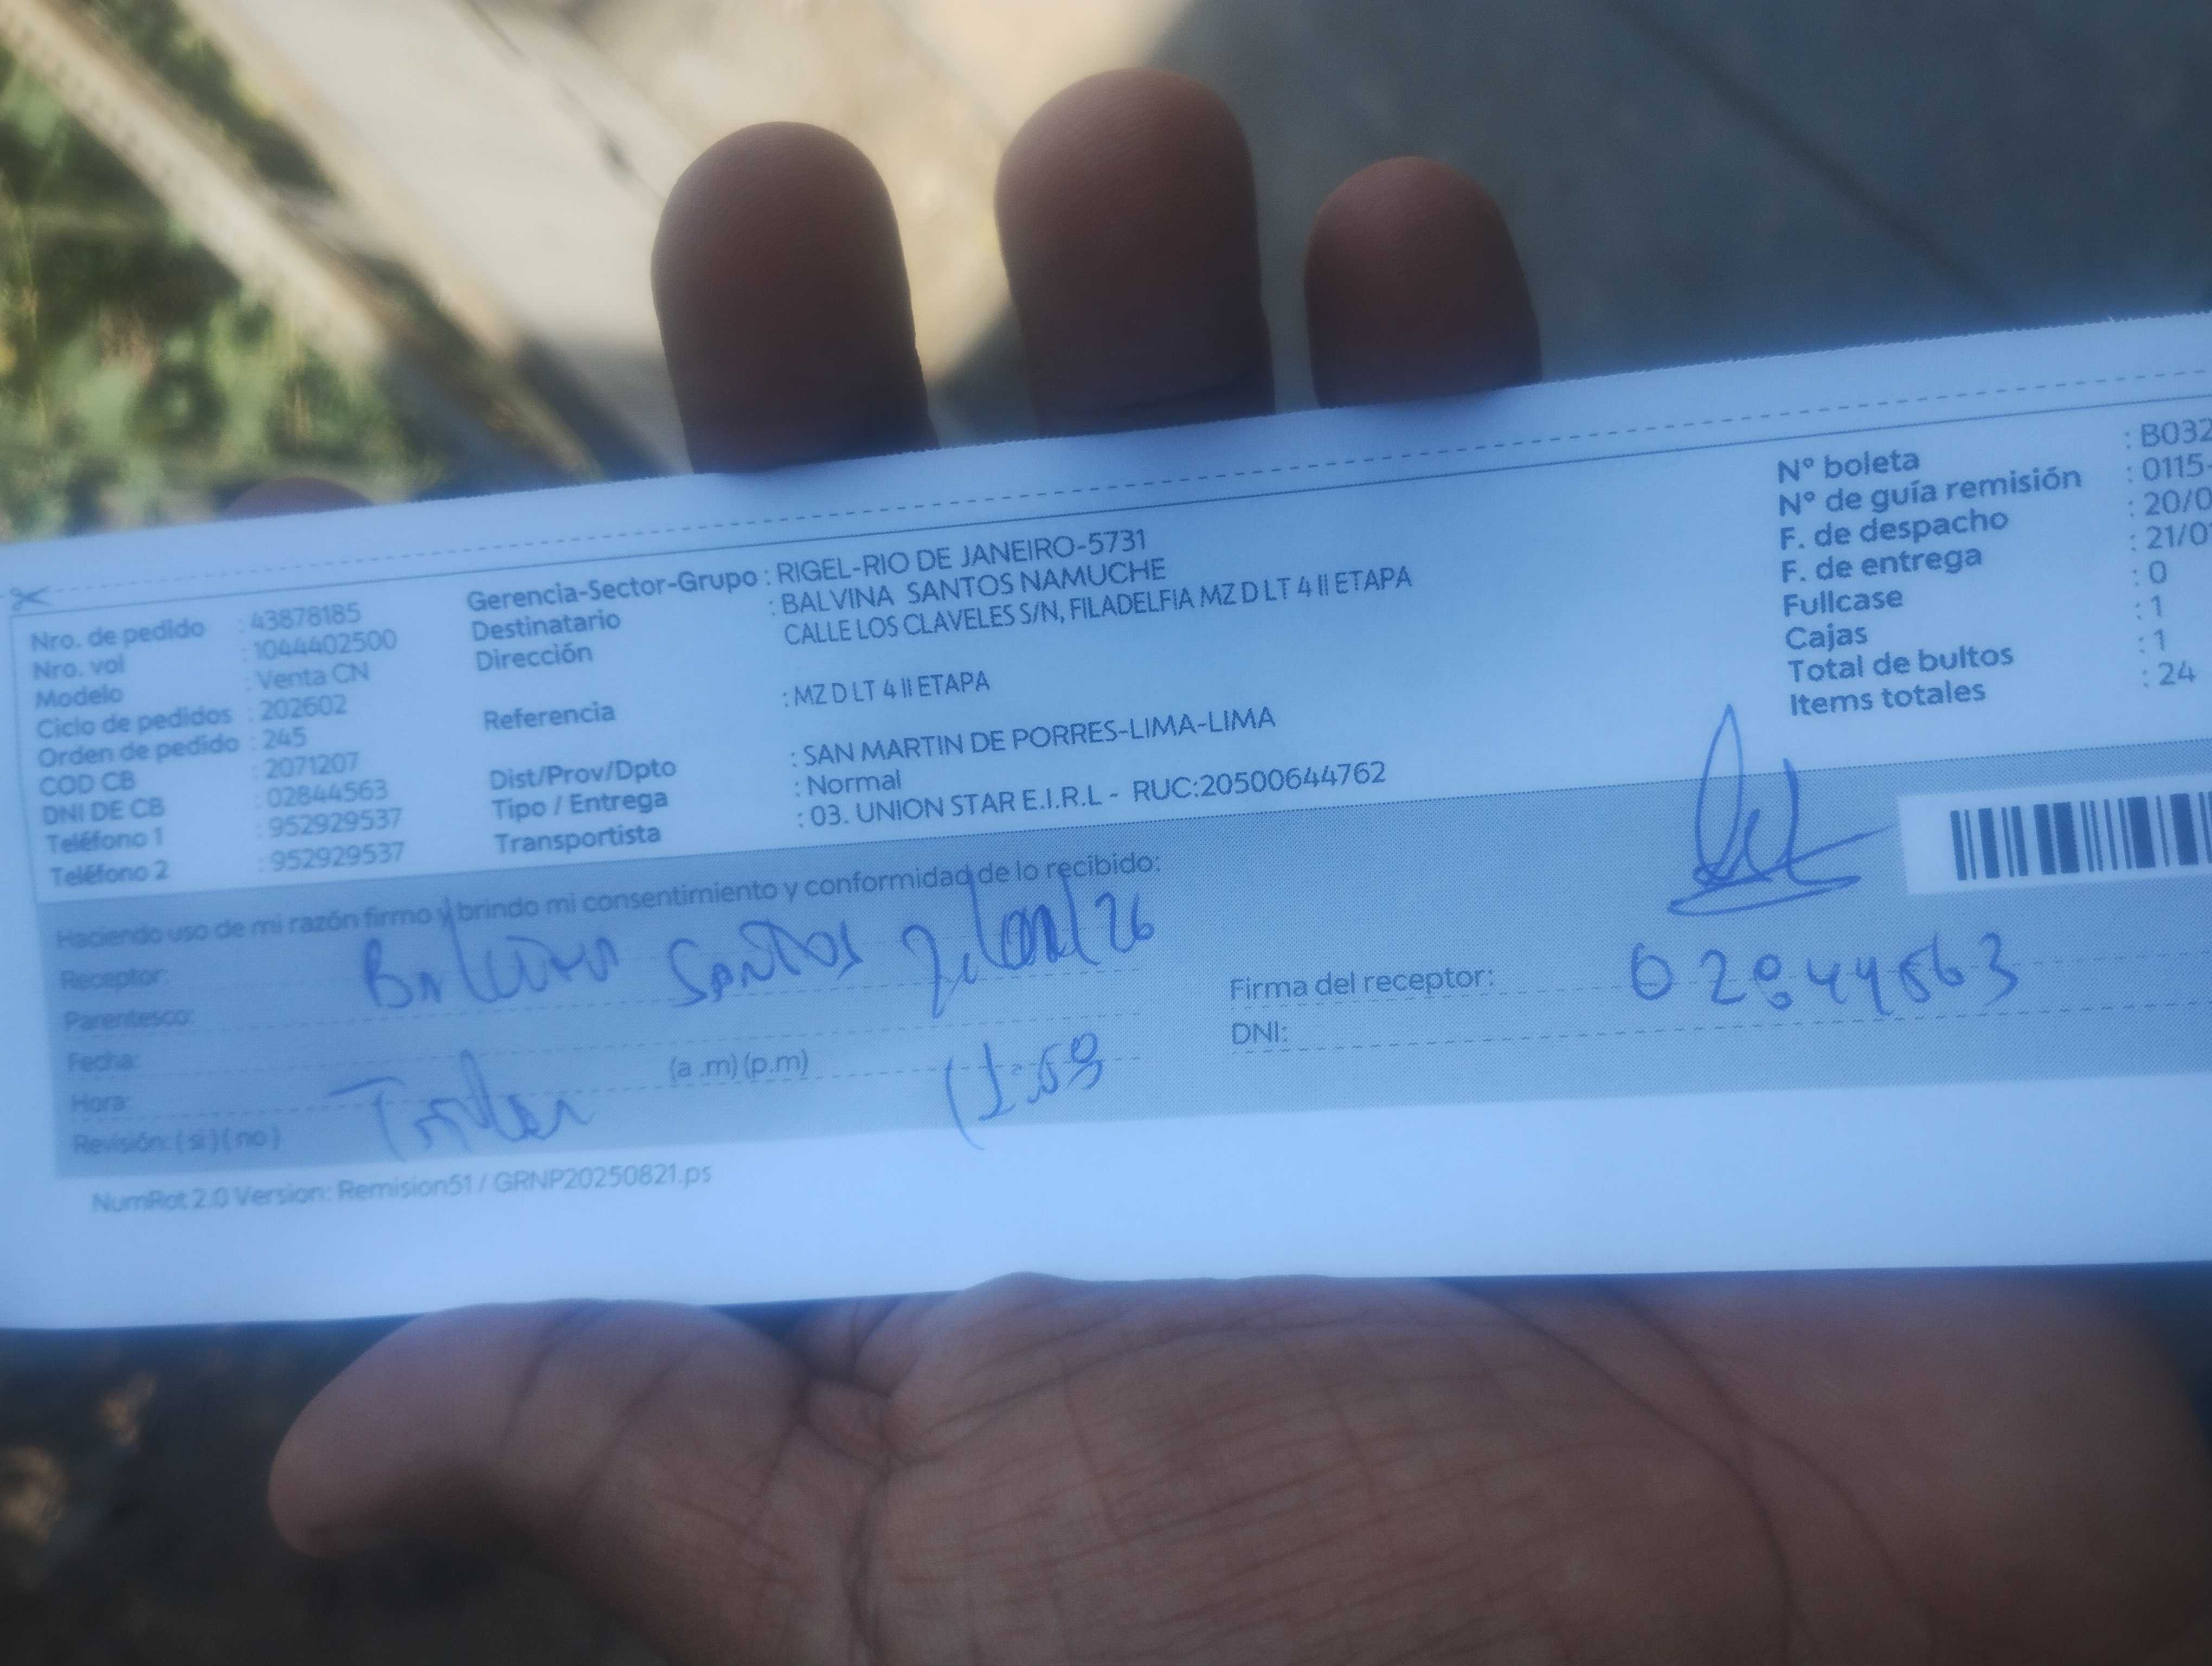 Nro. de pedido : 43878185
Nro. vol : 1044402500
Modelo : Venta CN
Ciclo de pedidos : 202602
Orden de pedido : 245
COD CB : 2071207
DNI DE CB : 02844563
Teléfono 1 : 952929537
Teléfono 2 : 952929537
Gerencia-Sector-Grupo : RIGEL-RIO DE JANEIRO-5731
Destinatario : BALVINA SANTOS NAMUCHE
Dirección CALLE LOS CLAVELES S/N, FILADELFIA MZ D LT 4 II ETAPA
Referencia : MZ D LT 4 II ETAPA
Dist/Prov/Dpto : SAN MARTIN DE PORRES-LIMA-LIMA
Tipo / Entrega : Normal
Transportista : 03. UNION STAR E.I.R.L - RUC:20500644762
N° boleta : B032
N° de guía remisión : 0115-
F. de despacho : 20/0
F. de entrega : 21/0
Fullcase : 0
Cajas : 1
Total de bultos : 1
Items totales : 24
Haciendo uso de mi razón firmo y brindo mi consentimiento y conformidad de lo recibido:
Receptor: Santos
Parentesco:
Fecha:
Hora: (a .m) (p.m)
Revisión: ( si ) ( no )
Firma del receptor: 02844563
DNI:
NumRot 2.0 Version: Remision51 / GRNP20250821.ps